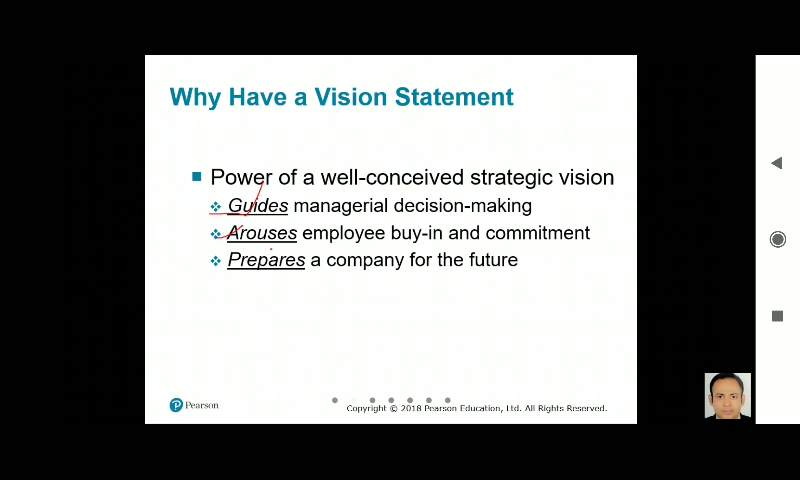 Why Have a Vision Statement
Power of a well-conceived strategic vision
Guides managerial decision-making
Arouses employee buy-in and commitment
Prepares a company for the future
Pearson
Copyright © 2018 Pearson Education, Ltd. All Rights Reserved.